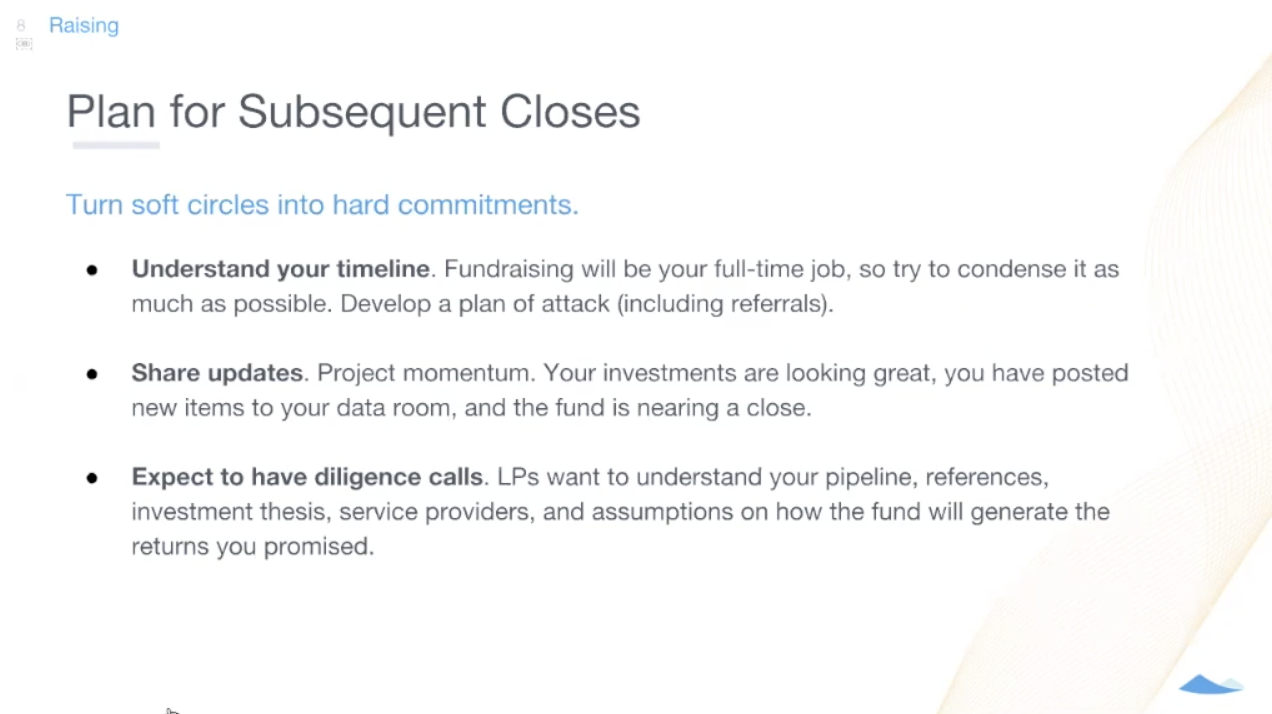 8 Raising
Plan for Subsequent Closes
Turn soft circles into hard commitments.
● Understand your timeline. Fundraising will be your full-time job, so try to condense it as
much as possible. Develop a plan of attack (including referrals).
● Share updates. Project momentum. Your investments are looking great, you have posted
new items to your data room, and the fund is nearing a close.
● Expect to have diligence calls. LPs want to understand your pipeline, references,
investment thesis, service providers, and assumptions on how the fund will generate the
returns you promised.